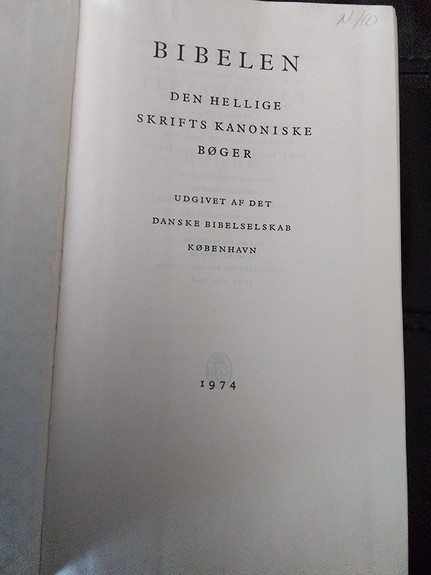 BIBELEN
DEN HELLIGE
SKRIFTS KANONISKE
BØGER
UDGIVET AF DET
DANSKE BIBELSELSKAB
KØBENHAVN
1974